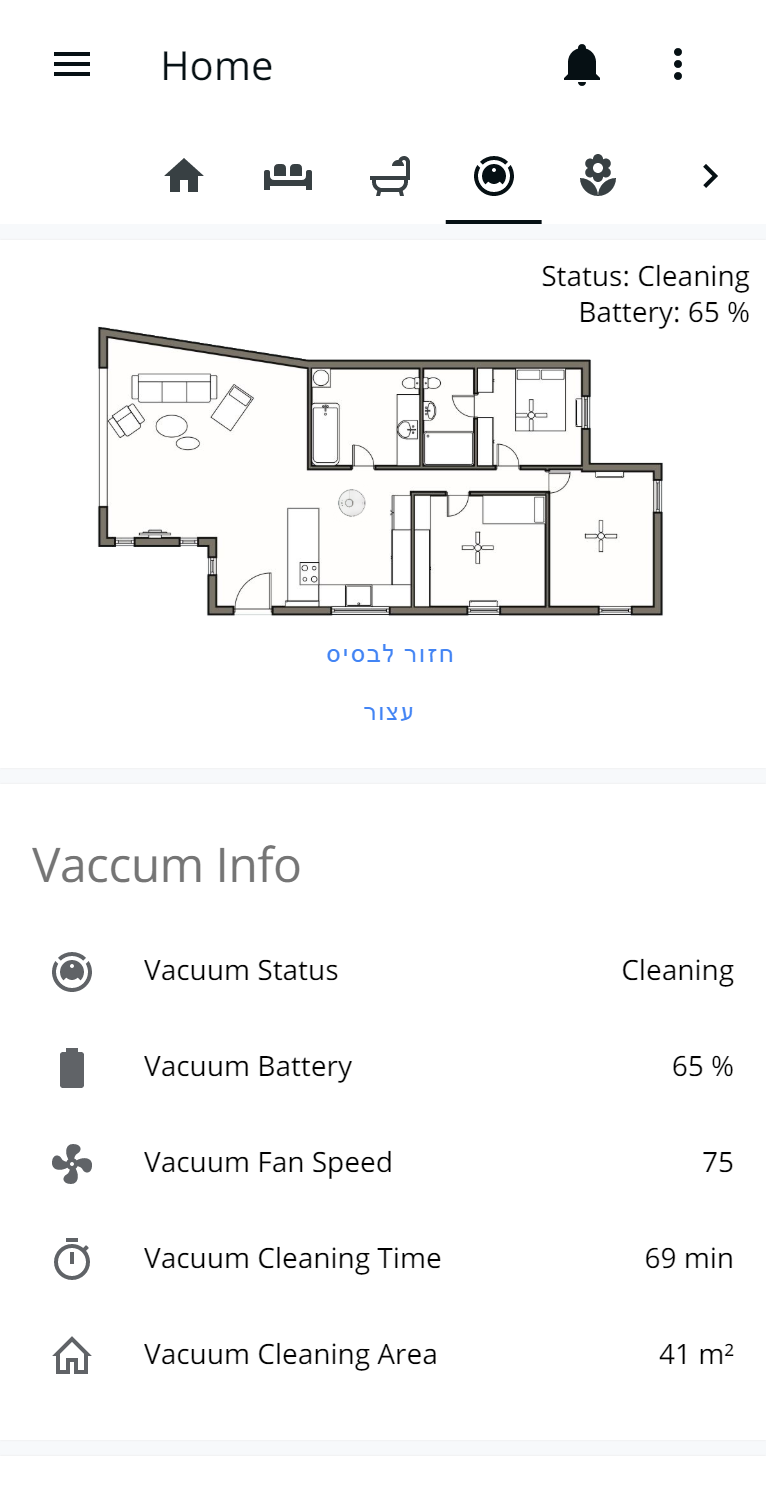 Home
Status: Cleaning
Battery: 65 %
חזור לבסיס
עצור
Vaccum Info
Vacuum Status Cleaning
Vacuum Battery 65 %
Vacuum Fan Speed 75
Vacuum Cleaning Time 69 min
Vacuum Cleaning Area 41 m²